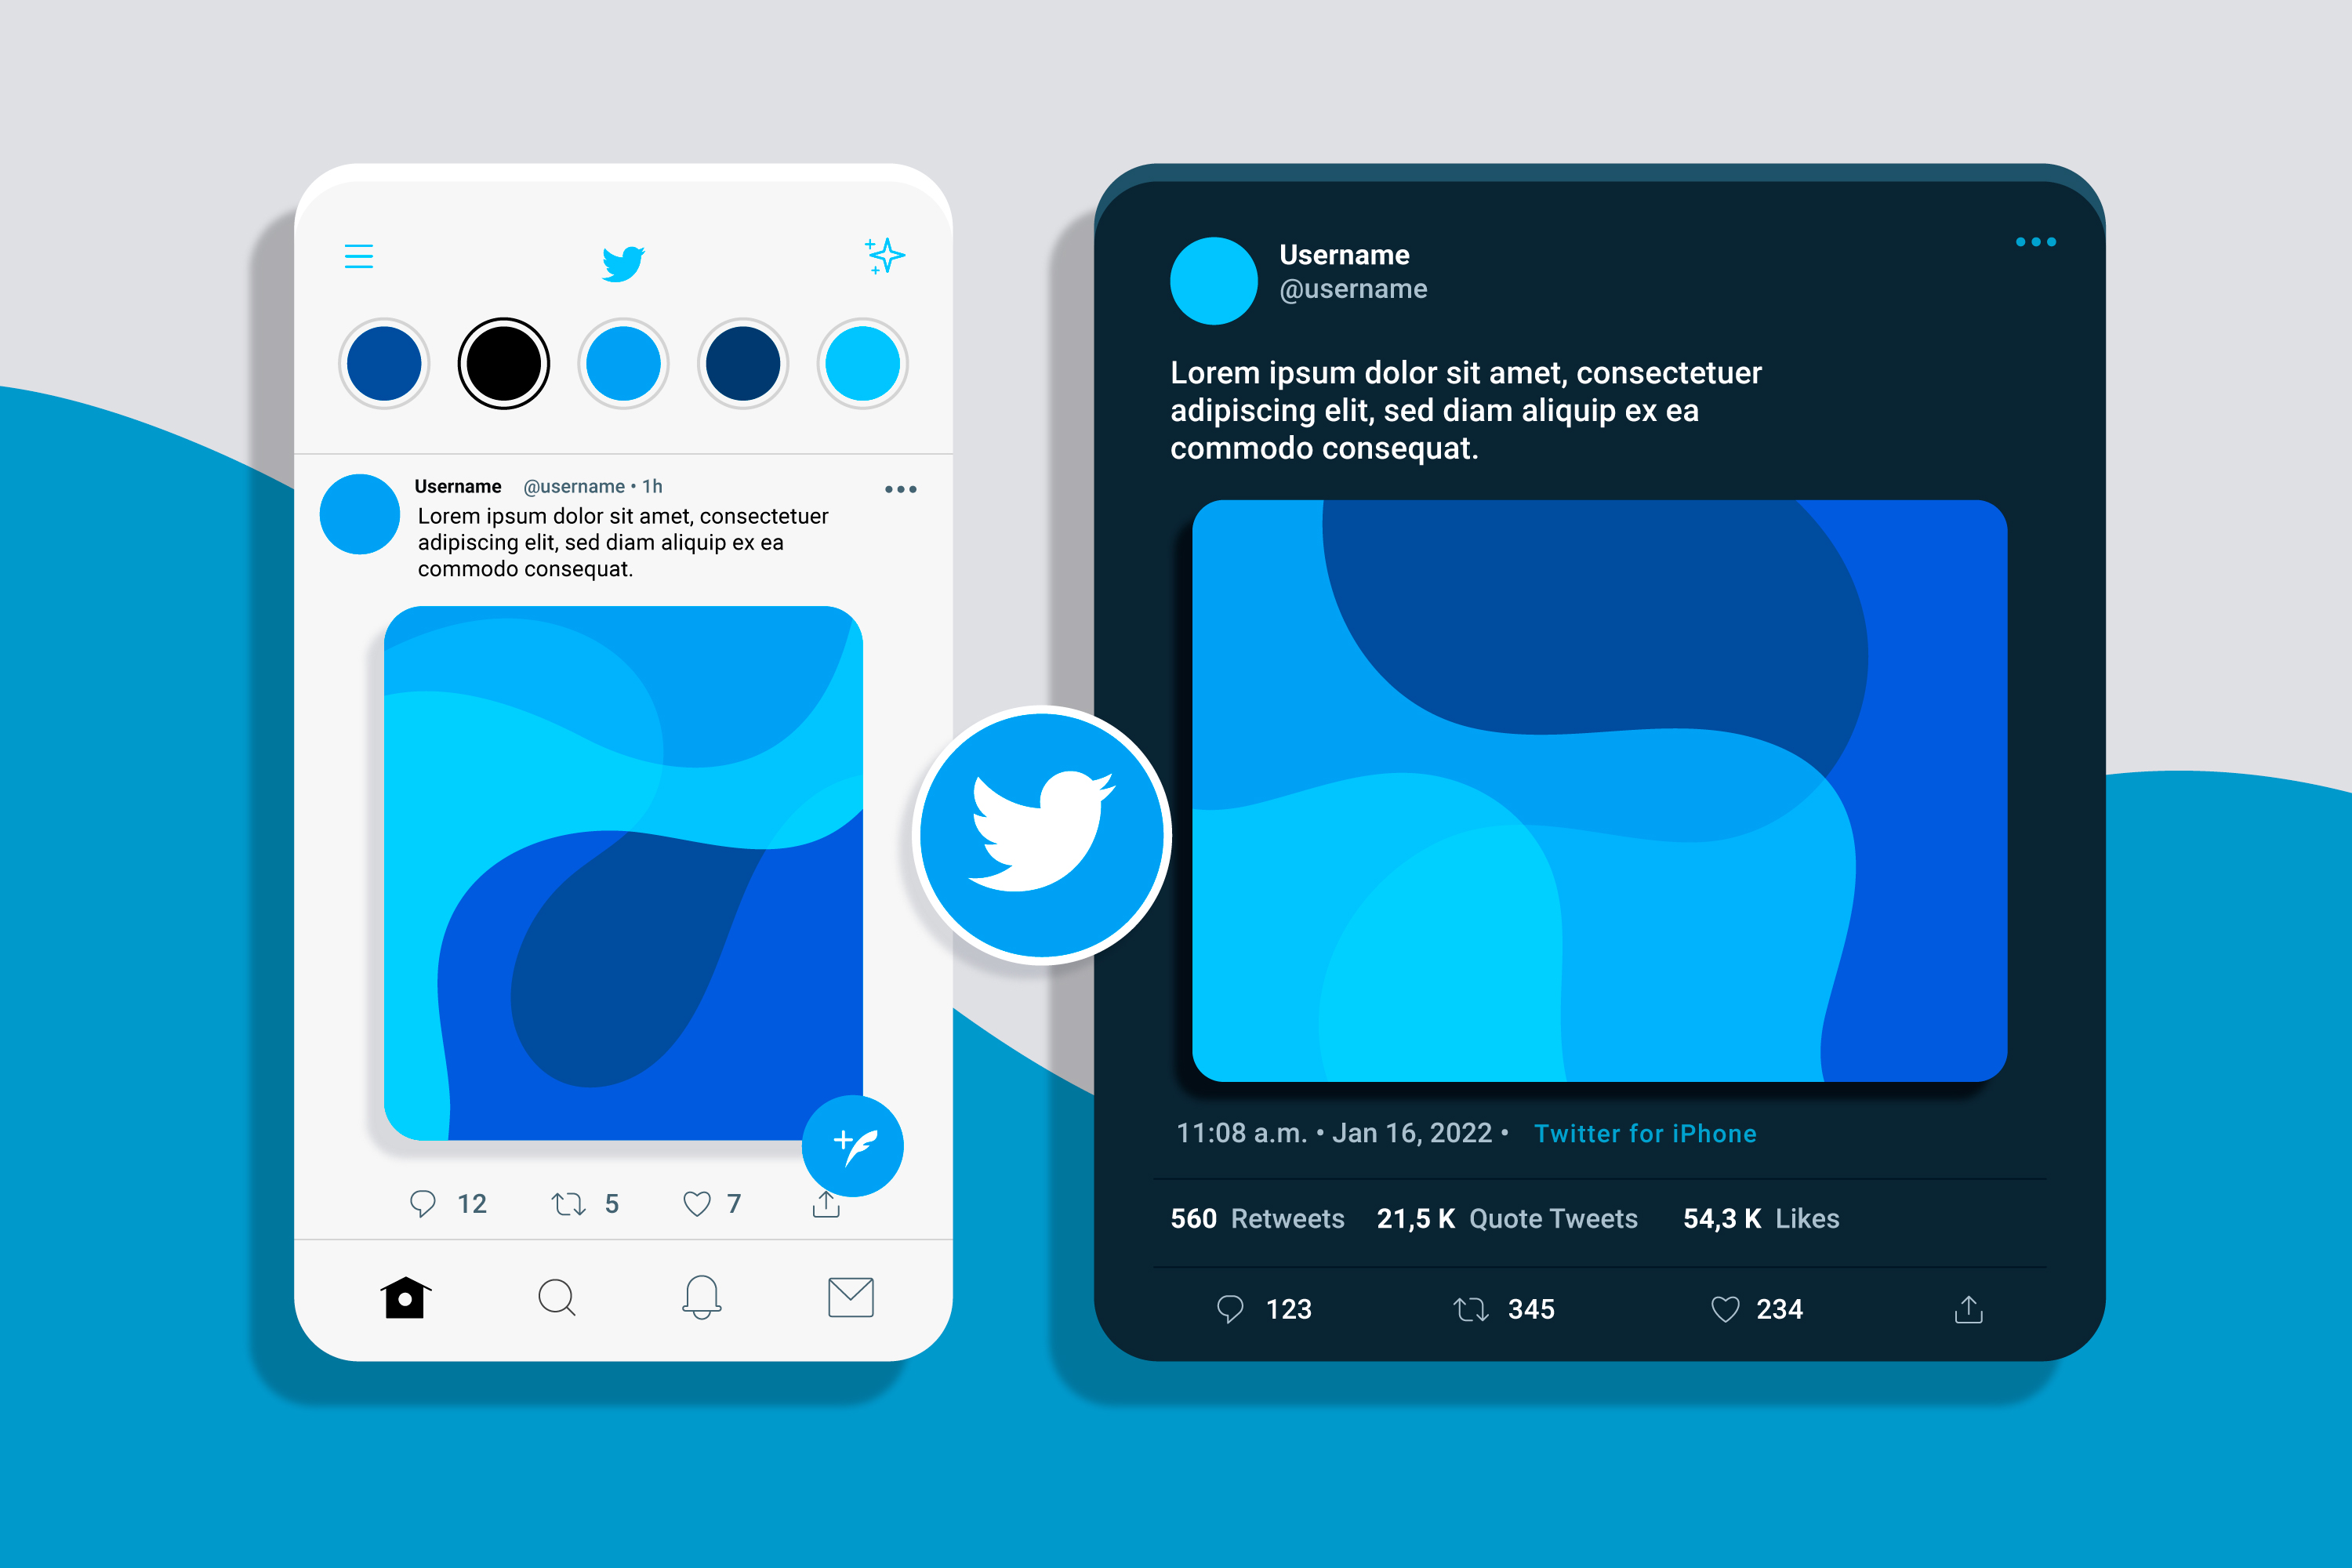 Username @username • 1h
Lorem ipsum dolor sit amet, consectetuer
adipiscing elit, sed diam aliquip ex ea
commodo consequat.
12 5 7
Username
@username
Lorem ipsum dolor sit amet, consectetuer
adipiscing elit, sed diam aliquip ex ea
commodo consequat.
11:08 a.m. • Jan 16, 2022 • Twitter for iPhone
560 Retweets 21,5 K Quote Tweets 54,3 K Likes
123 345 234